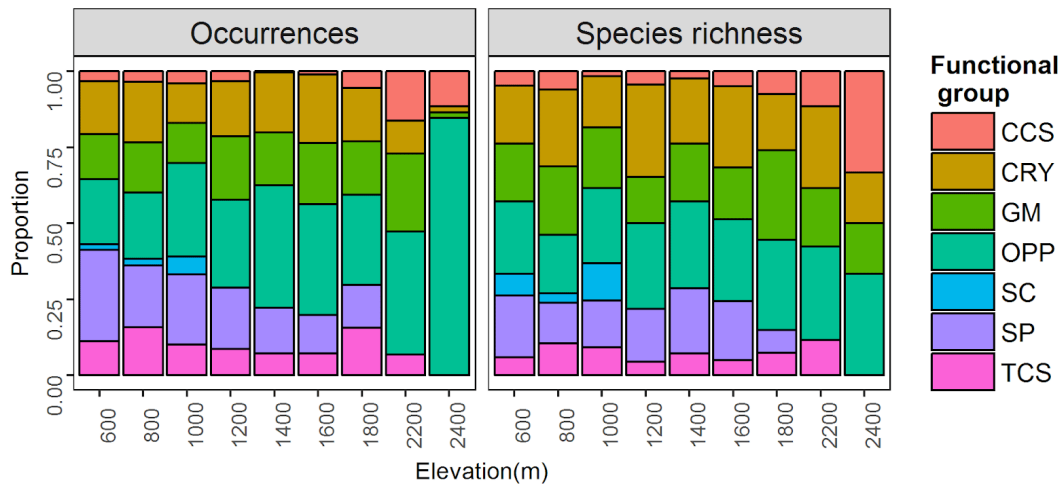 Occurrences
Species richness
Proportion
1.00
0.75
0.50
0.25
0.00
600
800
1000
1200
1400
1600
1800
2200
2400
600
800
1000
1200
1400
1600
1800
2200
2400
Elevation(m)
Functional
group
CCS
CRY
GM
OPP
SC
SP
TCS